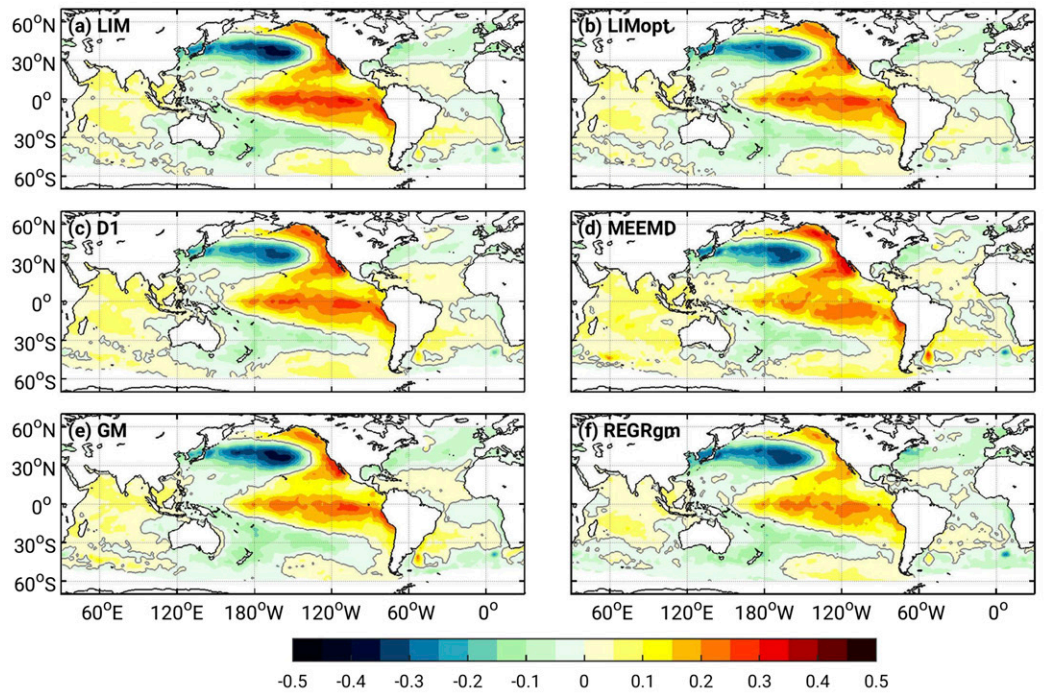 (a) LIM
(b) LIMopt
60°N
30°N
0°
30°S
60°S
(c) D1
(d) MEEMD
60°N
30°N
0°
30°S
60°S
(e) GM
(f) REGRgm
60°N
30°N
0°
30°S
60°S
60°E 120°E 180°W 120°W 60°W 0° 60°E 120°E 180°W 120°W 60°W 0°
-0.5 -0.4 -0.3 -0.2 -0.1 0 0.1 0.2 0.3 0.4 0.5